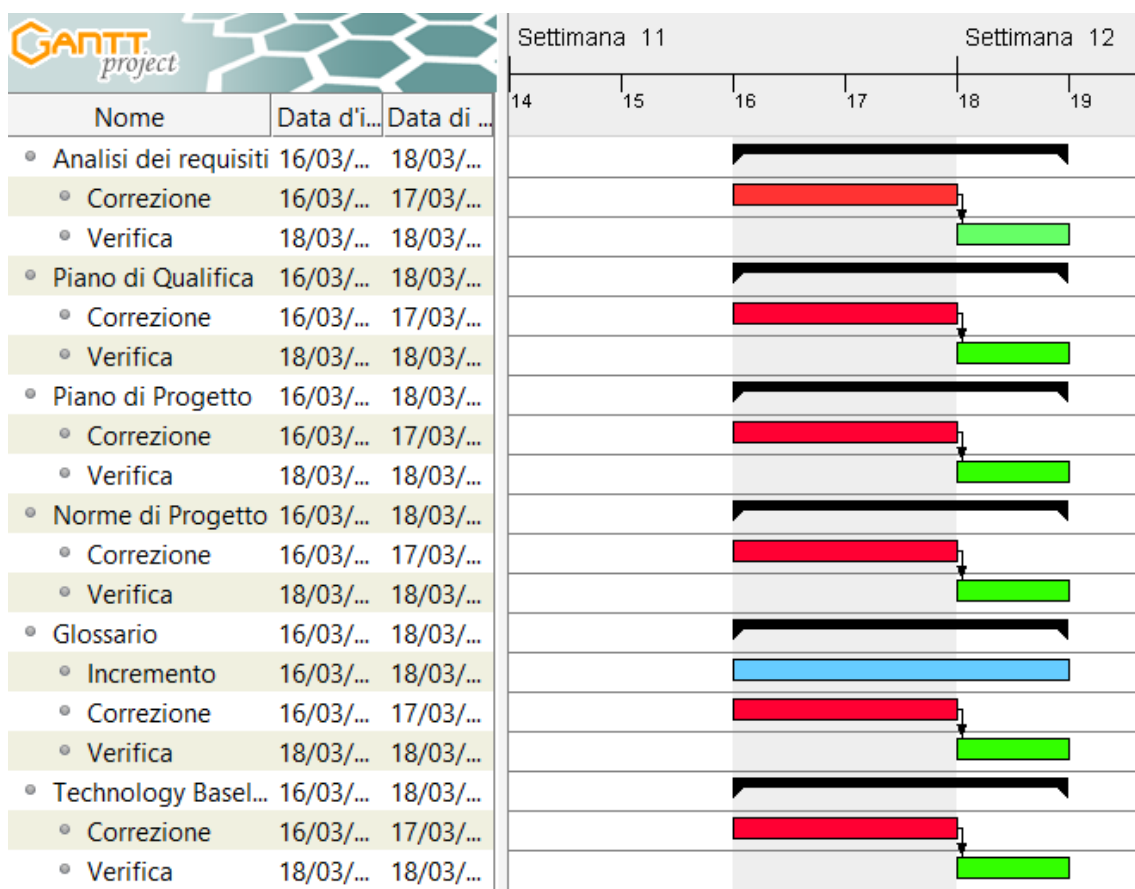 GANTT
project
Settimana 11 Settimana 12
14 15 16 17 18 19
Nome Data d'i... Data di ...
Analisi dei requisiti 16/03/... 18/03/...
Correzione 16/03/... 17/03/...
Verifica 18/03/... 18/03/...
Piano di Qualifica 16/03/... 18/03/...
Correzione 16/03/... 17/03/...
Verifica 18/03/... 18/03/...
Piano di Progetto 16/03/... 18/03/...
Correzione 16/03/... 17/03/...
Verifica 18/03/... 18/03/...
Norme di Progetto 16/03/... 18/03/...
Correzione 16/03/... 17/03/...
Verifica 18/03/... 18/03/...
Glossario 16/03/... 18/03/...
Incremento 16/03/... 18/03/...
Correzione 16/03/... 17/03/...
Verifica 18/03/... 18/03/...
Technology Basel... 16/03/... 18/03/...
Correzione 16/03/... 17/03/...
Verifica 18/03/... 18/03/...